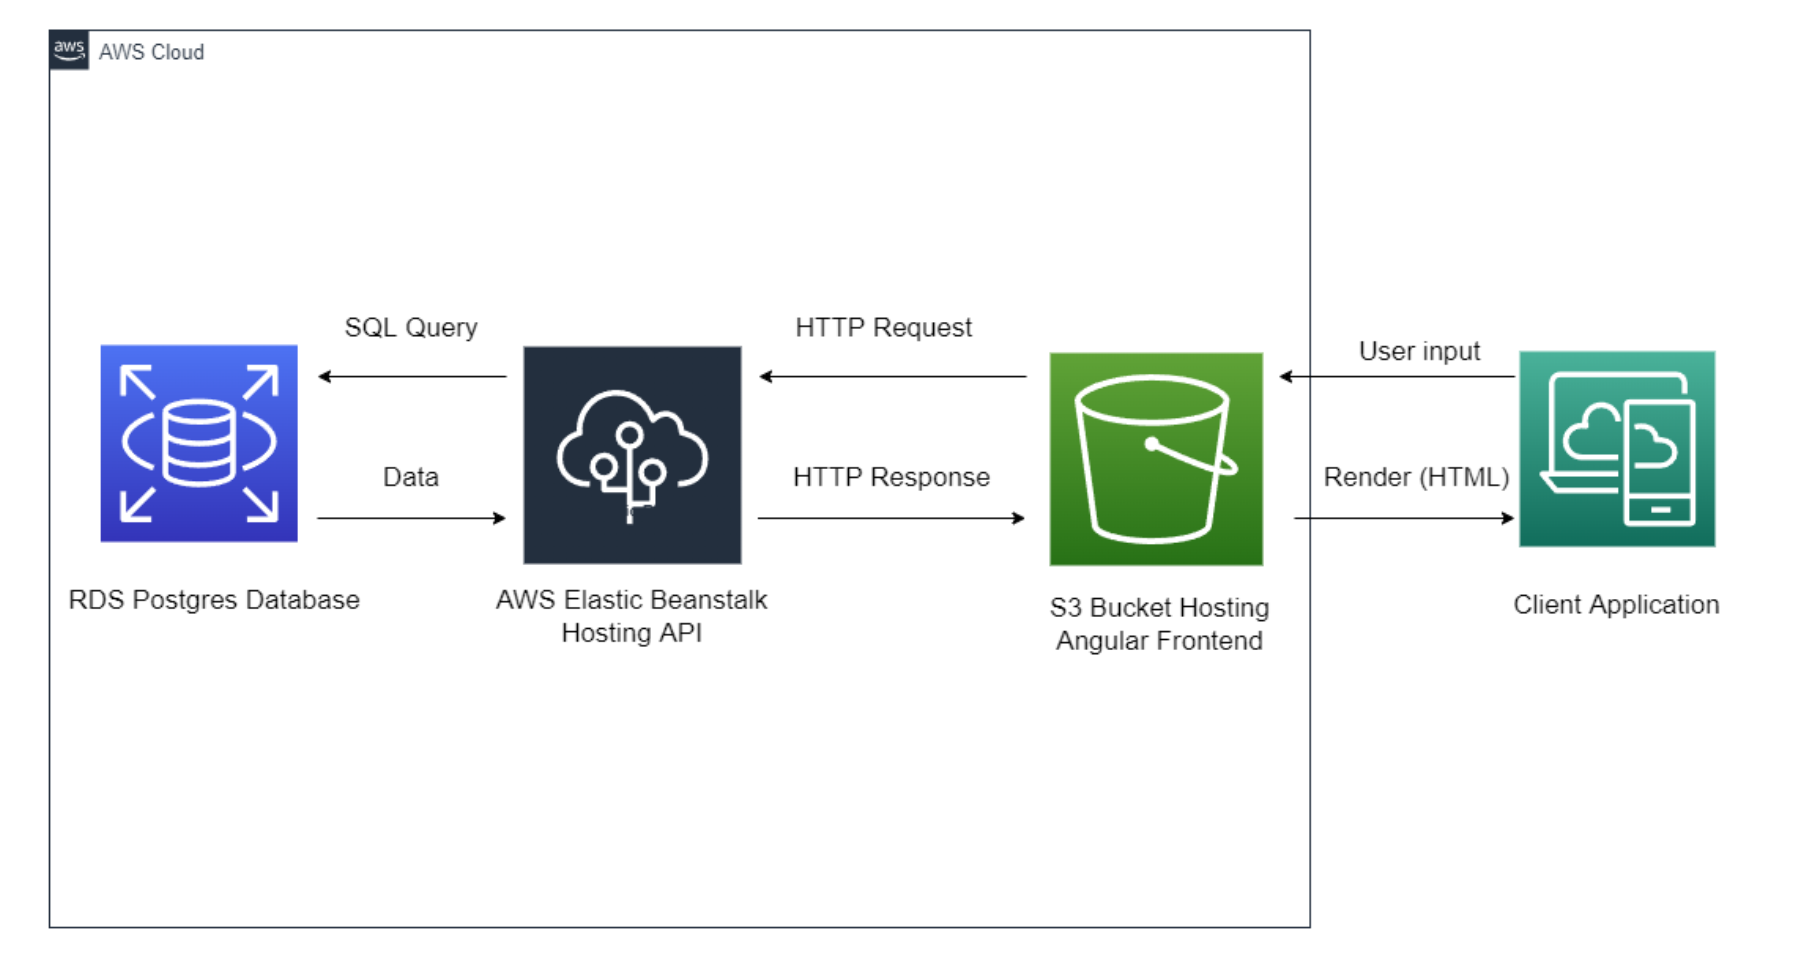 aws
AWS Cloud
SQL Query
HTTP Request
User input
Data
HTTP Response
Render (HTML)
RDS Postgres Database
AWS Elastic Beanstalk
Hosting API
S3 Bucket Hosting
Angular Frontend
Client Application